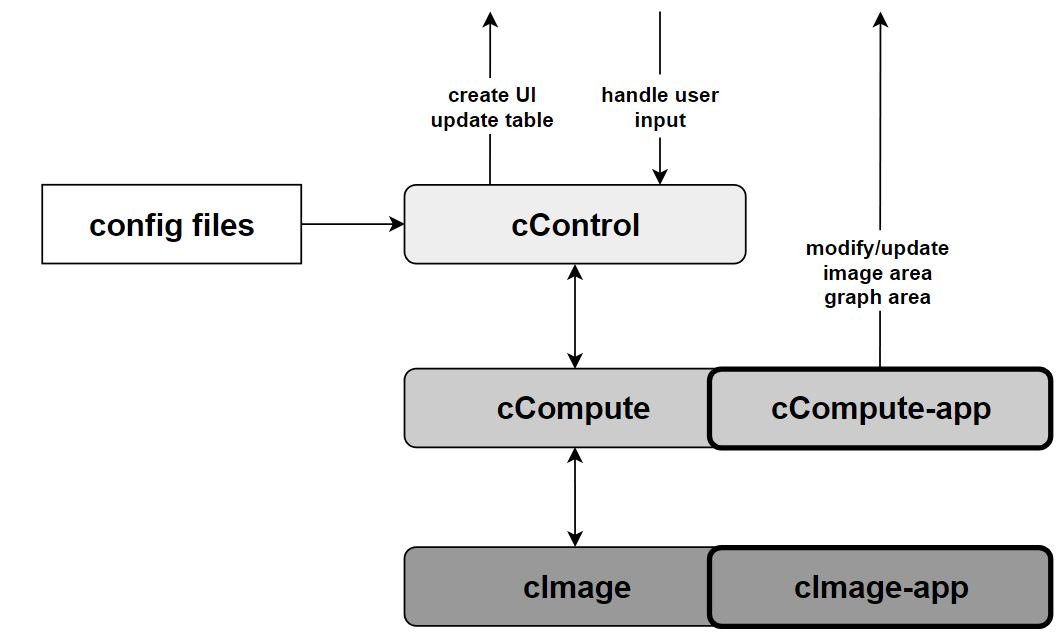 create UI
update table
handle user
input
config files
cControl
modify/update
image area
graph area
cCompute
cCompute-app
cImage
cImage-app